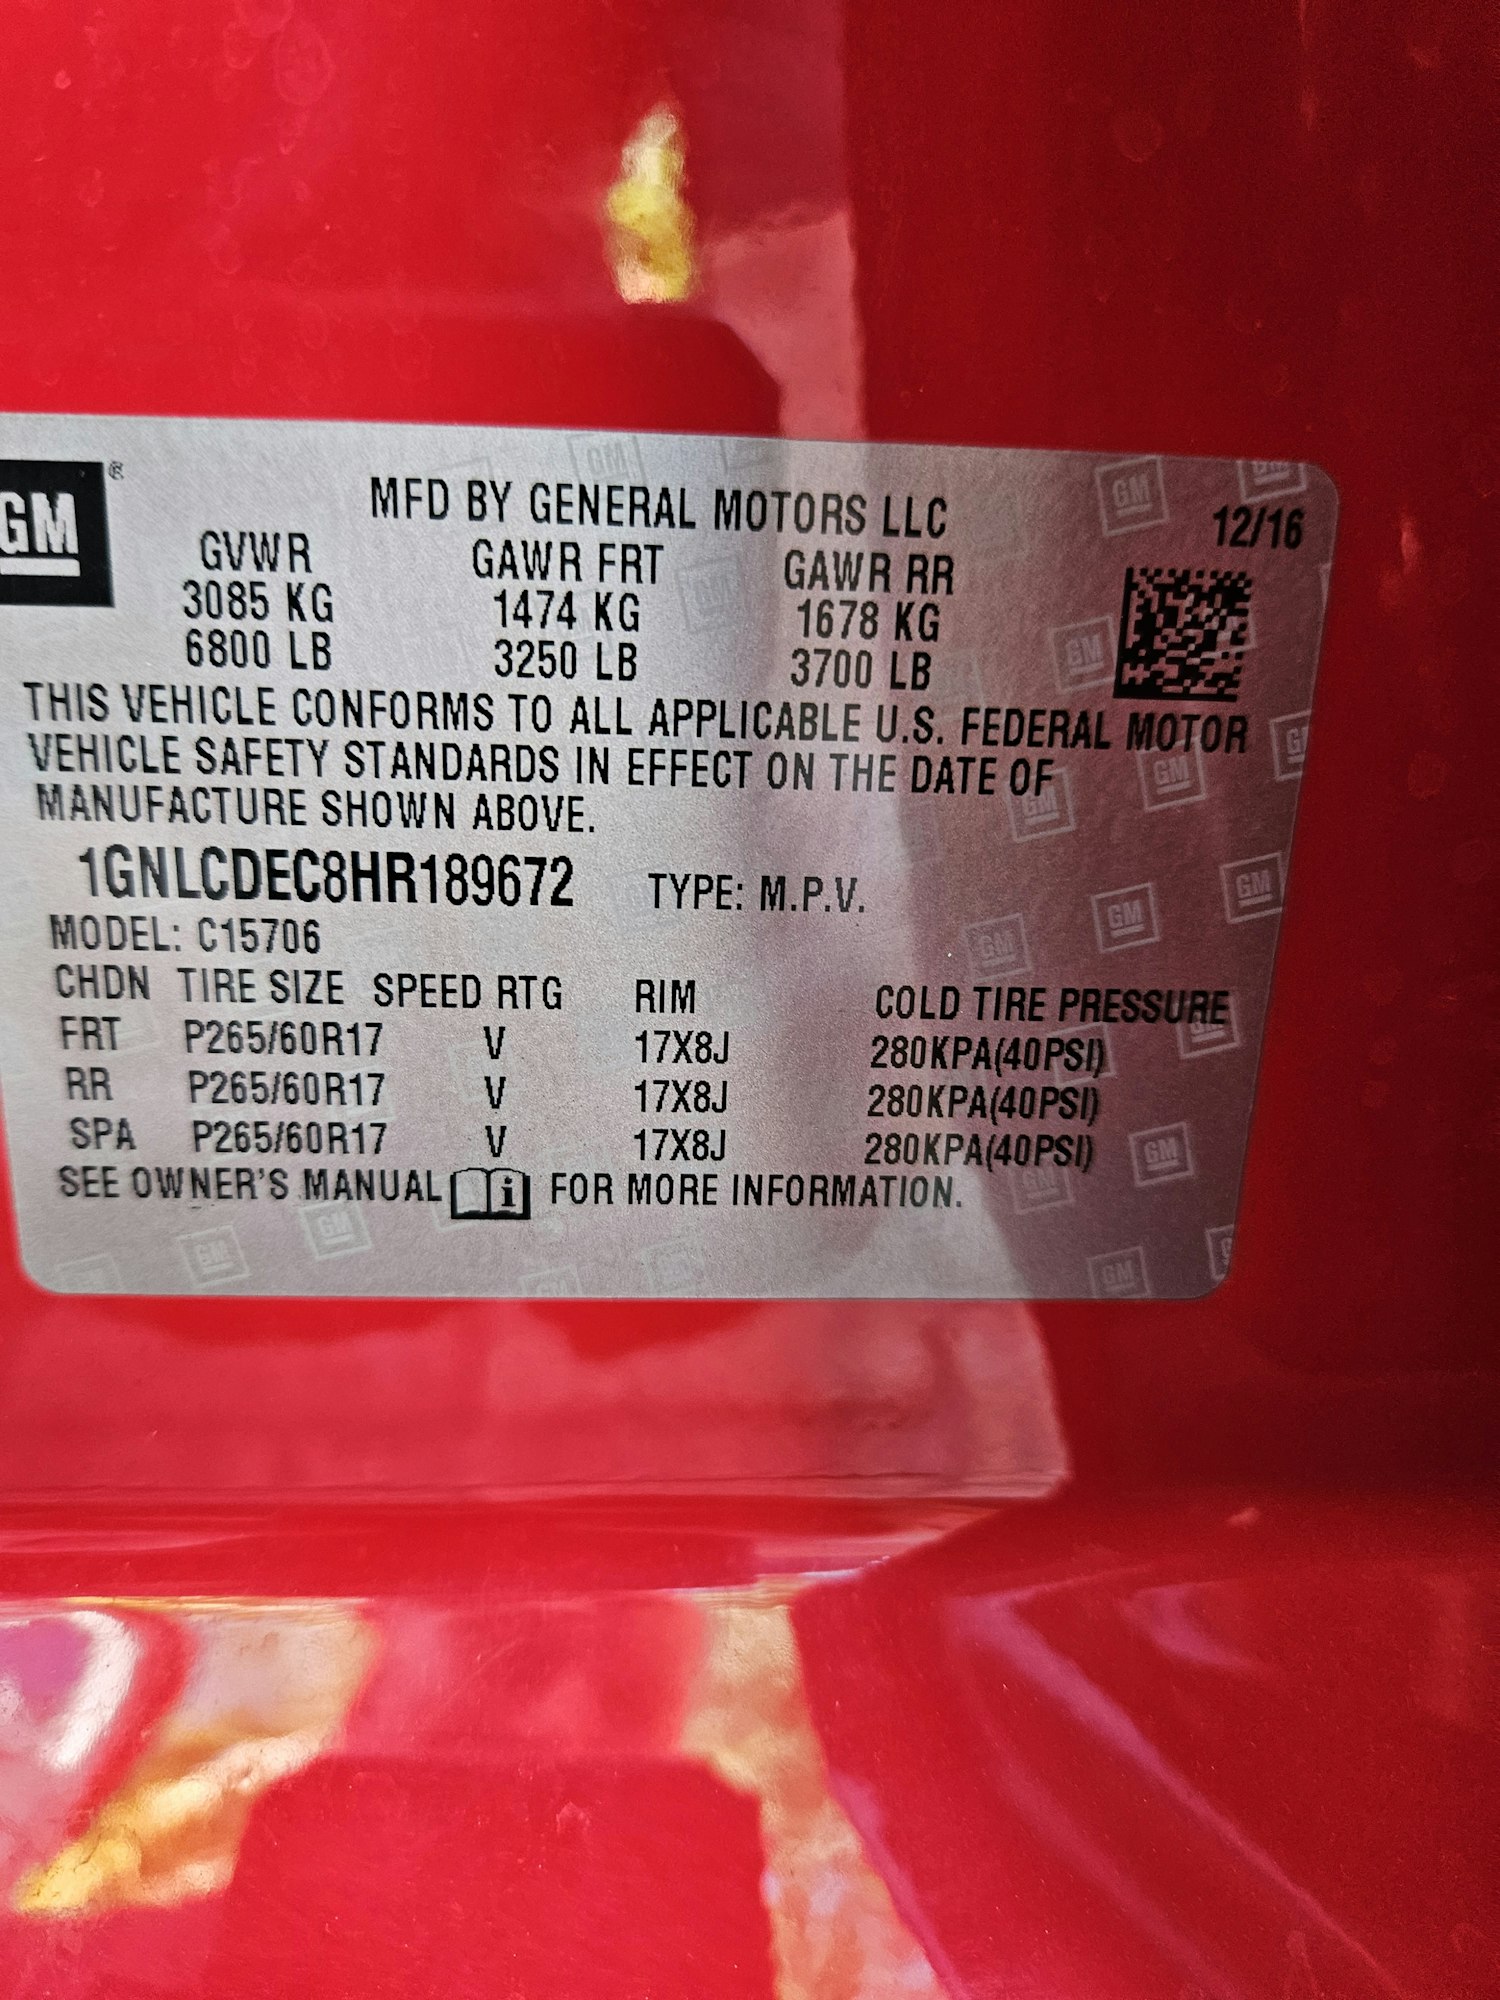 GM®
MFD BY GENERAL MOTORS LLC 12/16
GVWR GAWR FRT GAWR RR
3085 KG 1474 KG 1678 KG
6800 LB 3250 LB 3700 LB
THIS VEHICLE CONFORMS TO ALL APPLICABLE U.S. FEDERAL MOTOR
VEHICLE SAFETY STANDARDS IN EFFECT ON THE DATE OF
MANUFACTURE SHOWN ABOVE.
1GNLCDEC8HR189672 TYPE: M.P.V.
MODEL: C15706
CHDN TIRE SIZE SPEED RTG RIM COLD TIRE PRESSURE
FRT P265/60R17 V 17X8J 280KPA(40PSI)
RR P265/60R17 V 17X8J 280KPA(40PSI)
SPA P265/60R17 V 17X8J 280KPA(40PSI)
SEE OWNER'S MANUAL i FOR MORE INFORMATION.